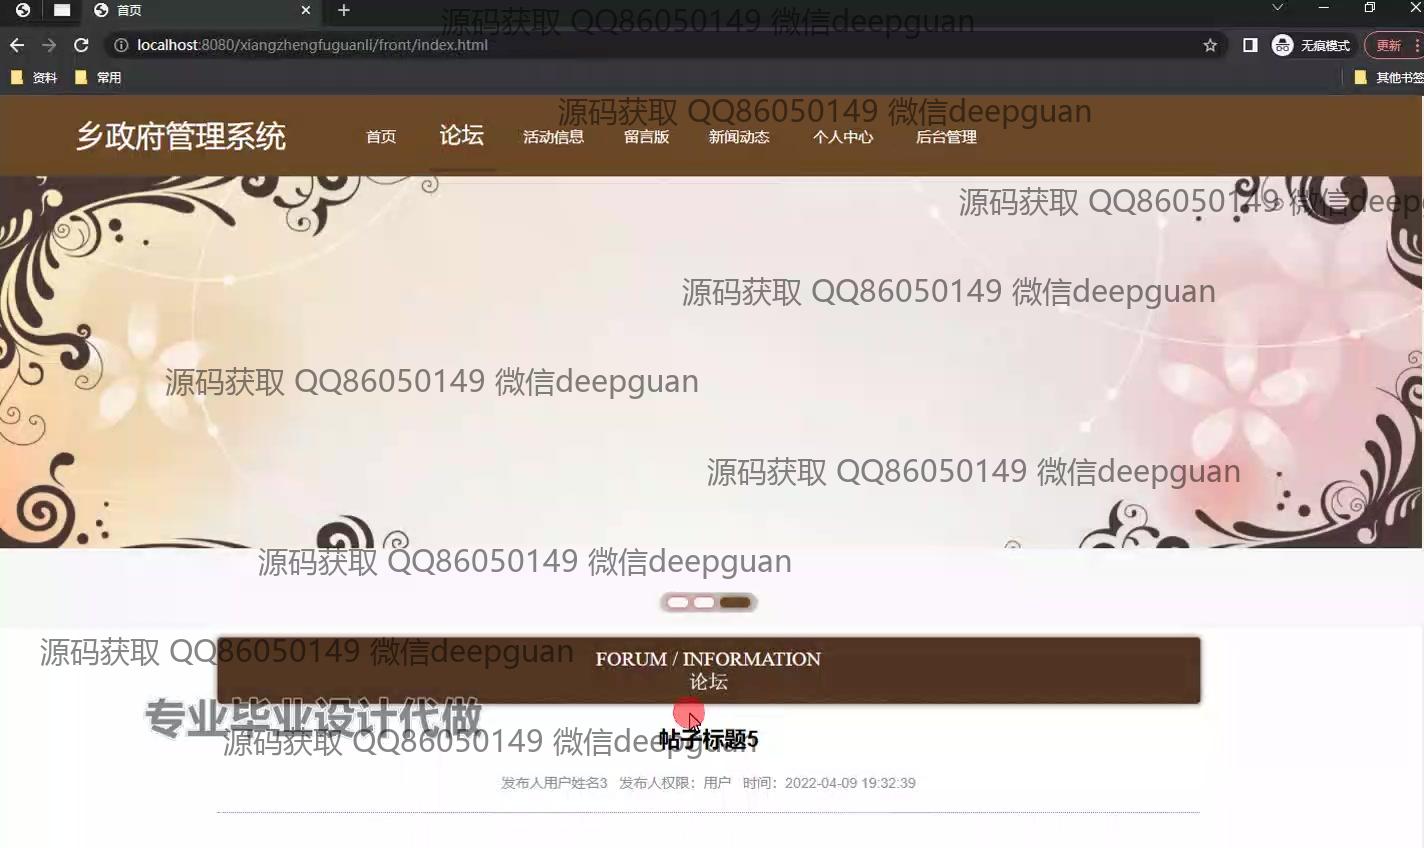 首页
源码获取 QQ86050149 微信deepguan
localhost:8080/xiangzhengfuguanli/front/index.html
无痕模式
更新
资料
常用
其他书签
源码获取 QQ86050149 微信deepguan
乡政府管理系统
首页
论坛
活动信息
留言版
新闻动态
个人中心
后台管理
源码获取 QQ86050149 微信deep
源码获取 QQ86050149 微信deepguan
源码获取 QQ86050149 微信deepguan
源码获取 QQ86050149 微信deepguan
源码获取 QQ86050149 微信deepguan
源码获取 QQ86050149 微信deepguan
FORUM / INFORMATION
论坛
专业毕业设计代做
源码获取 QQ86050149 微信deepguan
帖子标题5
发布人用户姓名3 发布人权限：用户 时间：2022-04-09 19:32:39